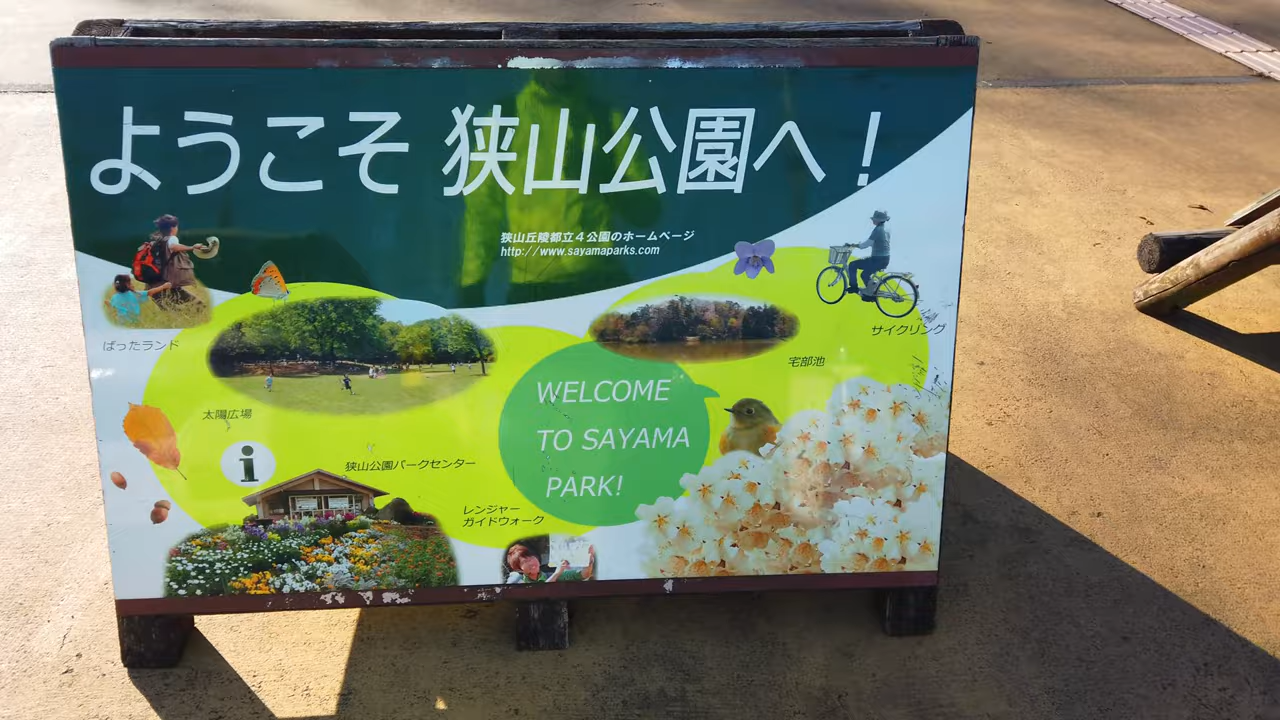 ようこそ 狭山公園へ！
狭山丘陵都立４公園のホームページ
http://www.sayamaparks.com
サイクリング
ばったランド
宅部池
太陽広場
WELCOME
TO SAYAMA
PARK!
i
狭山公園パークセンター
レンジャー
ガイドウォーク